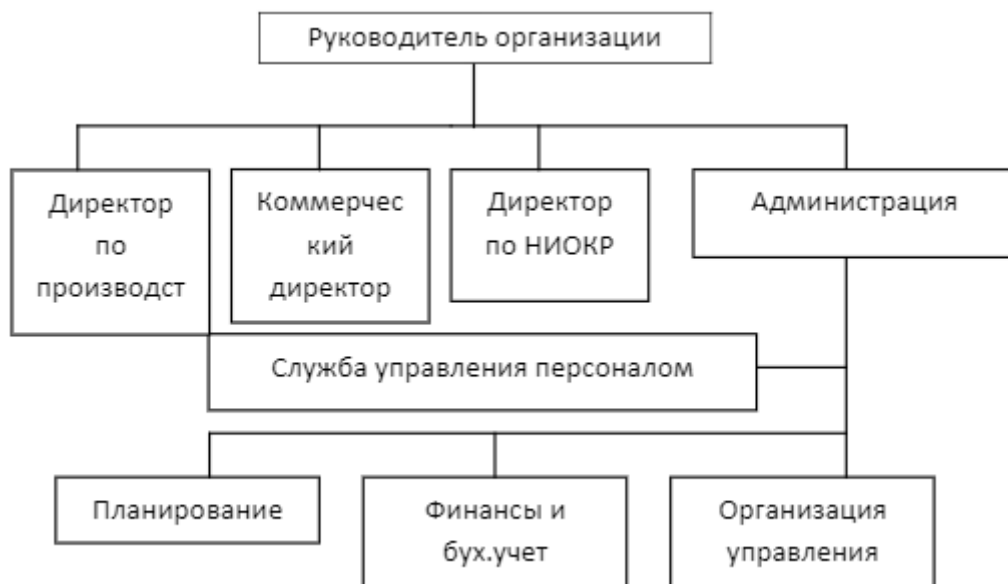 Руководитель организации
Директор
по
производст
Коммерчес
кий
директор
Директор
по НИОКР
Администрация
Служба управления персоналом
Планирование
Финансы и
бух.учет
Организация
управления